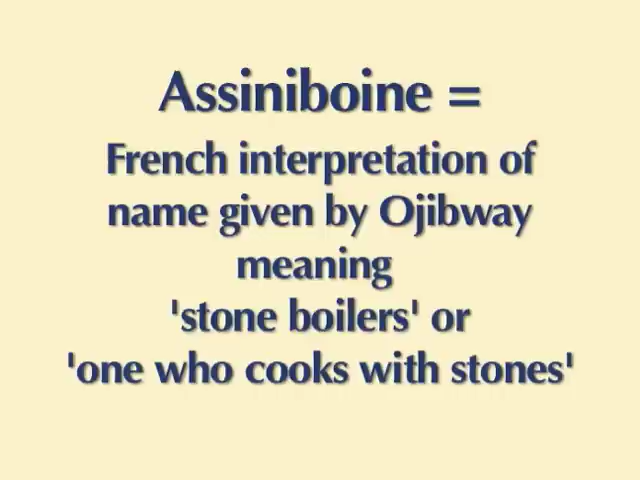 Assiniboine =
French interpretation of
name given by Ojibway
meaning
'stone boilers' or
'one who cooks with stones'